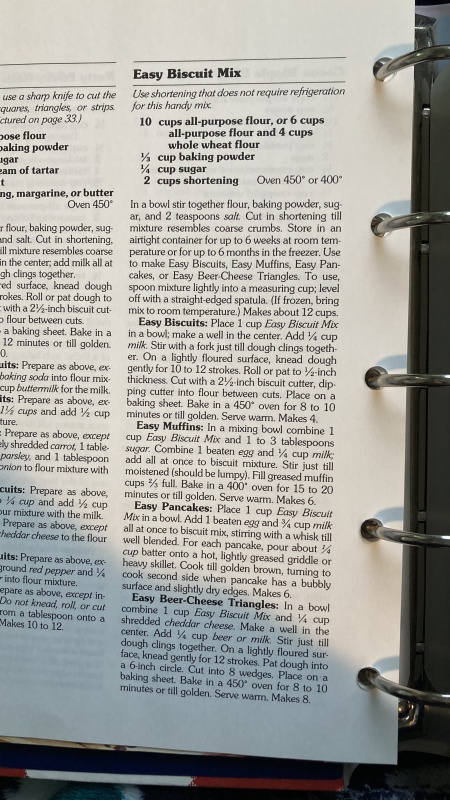 use a sharp knife to cut the
quares, triangles, or strips.
ctured on page 33.)
pose flour
baking powder
ugar
eam of tartar
t
ng, margarine, or butter
Oven 450°
r flour, baking powder, sug-
and salt. Cut in shortening,
ill mixture resembles coarse
in the center; add milk all at
gh clings together.
red surface, knead dough
rokes. Roll or pat dough to
t with a 2½-inch biscuit cut-
o flour between cuts.
a baking sheet. Bake in a
12 minutes or till golden.
0.
uits: Prepare as above, ex-
baking soda into flour mix-
cup buttermilk for the milk.
its: Prepare as above, ex-
1½ cups and add ½ cup
ture.
: Prepare as above, except
ely shredded carrot, 1 table-
parsley, and 1 tablespoon
onion to flour mixture with
cuits: Prepare as above,
¼ cup and add ½ cup
our mixture with the milk.
Prepare as above, except
cheddar cheese to the flour
uits: Prepare as above, ex-
ground red pepper and ¼
r into flour mixture.
epare as above, except in-
Do not knead, roll, or cut
rom a tablespoon onto a
Makes 10 to 12.
Easy Biscuit Mix
Use shortening that does not require refrigeration
for this handy mix.
10 cups all-purpose flour, or 6 cups
all-purpose flour and 4 cups
whole wheat flour
⅓ cup baking powder
¼ cup sugar
2 cups shortening Oven 450° or 400°
In a bowl stir together flour, baking powder, sug-
ar, and 2 teaspoons salt. Cut in shortening till
mixture resembles coarse crumbs. Store in an
airtight container for up to 6 weeks at room tem-
perature or for up to 6 months in the freezer. Use
to make Easy Biscuits, Easy Muffins, Easy Pan-
cakes, or Easy Beer-Cheese Triangles. To use,
spoon mixture lightly into a measuring cup; level
off with a straight-edged spatula. (If frozen, bring
mix to room temperature.) Makes about 12 cups.
Easy Biscuits: Place 1 cup Easy Biscuit Mix
in a bowl; make a well in the center. Add ¼ cup
milk. Stir with a fork just till dough clings togeth-
er. On a lightly floured surface, knead dough
gently for 10 to 12 strokes. Roll or pat to ½-inch
thickness. Cut with a 2½-inch biscuit cutter, dip-
ping cutter into flour between cuts. Place on a
baking sheet. Bake in a 450° oven for 8 to 10
minutes or till golden. Serve warm. Makes 4.
Easy Muffins: In a mixing bowl combine 1
cup Easy Biscuit Mix and 1 to 3 tablespoons
sugar. Combine 1 beaten egg and ¼ cup milk;
add all at once to biscuit mixture. Stir just till
moistened (should be lumpy). Fill greased muffin
cups ⅔ full. Bake in a 400° oven for 15 to 20
minutes or till golden. Serve warm. Makes 6.
Easy Pancakes: Place 1 cup Easy Biscuit
Mix in a bowl. Add 1 beaten egg and ¾ cup milk
all at once to biscuit mix, stirring with a whisk till
well blended. For each pancake, pour about ¼
cup batter onto a hot, lightly greased griddle or
heavy skillet. Cook till golden brown, turning to
cook second side when pancake has a bubbly
surface and slightly dry edges. Makes 6.
Easy Beer-Cheese Triangles: In a bowl
combine 1 cup Easy Biscuit Mix and ¼ cup
shredded cheddar cheese. Make a well in the
center. Add ¼ cup beer or milk. Stir just till
dough clings together. On a lightly floured sur-
face, knead gently for 12 strokes. Pat dough into
a 6-inch circle. Cut into 8 wedges. Place on a
baking sheet. Bake in a 450° oven for 8 to 10
minutes or till golden. Serve warm. Makes 8.